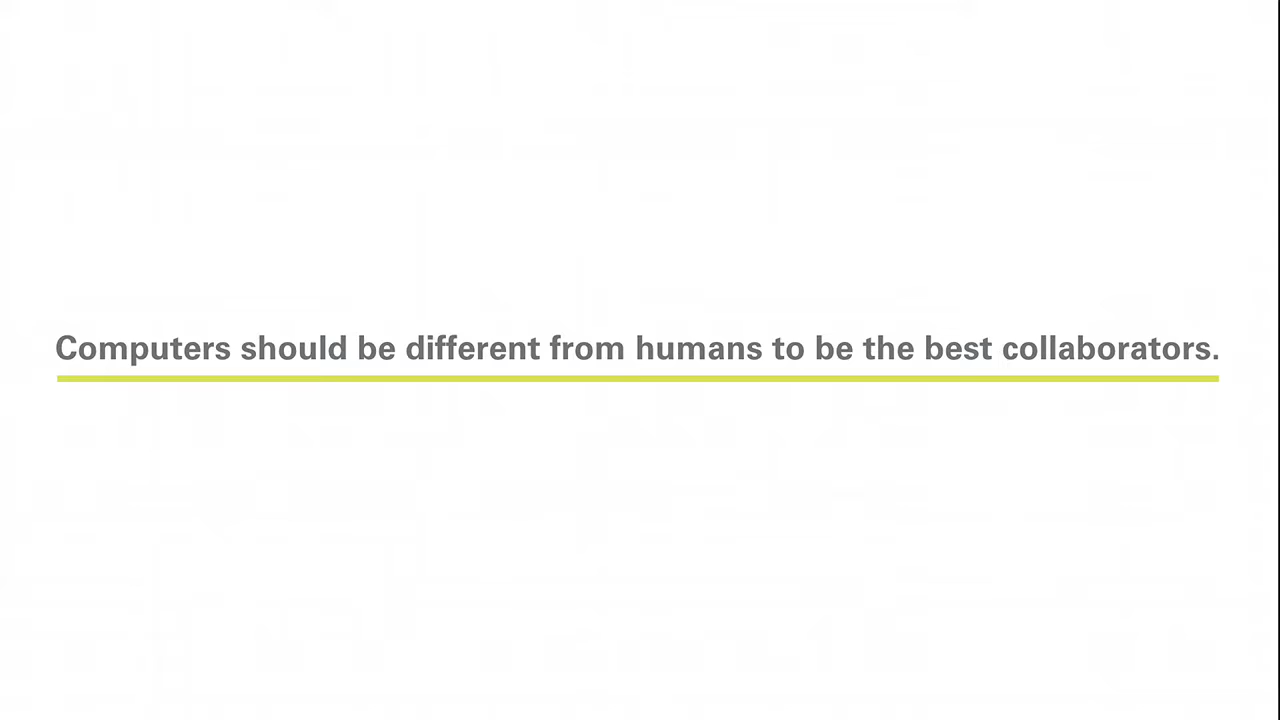 Computers should be different from humans to be the best collaborators.